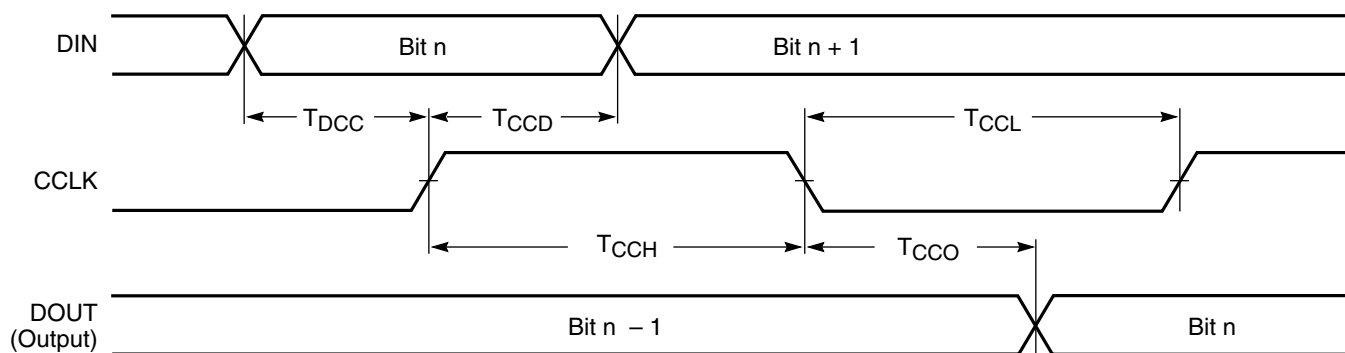 DIN
Bit n
Bit n + 1
TDCC
TCCD
TCCL
CCLK
TCCH
TCCO
DOUT
(Output)
Bit n – 1
Bit n